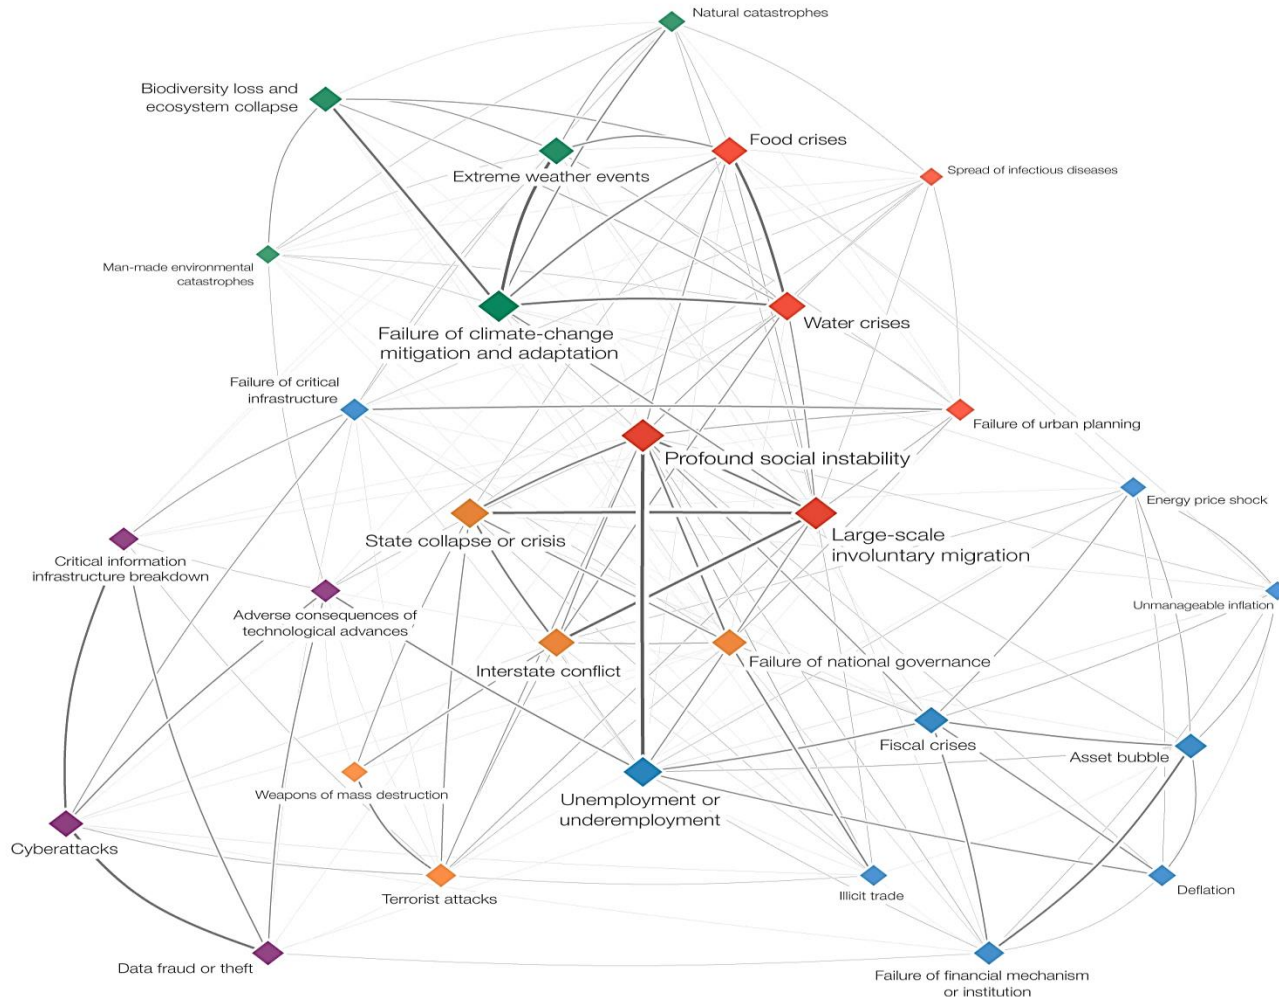 Natural catastrophes
Biodiversity loss and
ecosystem collapse
Food crises
Extreme weather events
Spread of infectious diseases
Man-made environmental
catastrophes
Failure of climate-change
mitigation and adaptation
Water crises
Failure of critical
infrastructure
Failure of urban planning
Profound social instability
Energy price shock
State collapse or crisis
Large-scale
involuntary migration
Critical information
infrastructure breakdown
Adverse consequences of
technological advances
Unmanageable inflation
Interstate conflict
Failure of national governance
Fiscal crises
Asset bubble
Weapons of mass destruction
Unemployment or
underemployment
Cyberattacks
Terrorist attacks
Illicit trade
Deflation
Data fraud or theft
Failure of financial mechanism
or institution